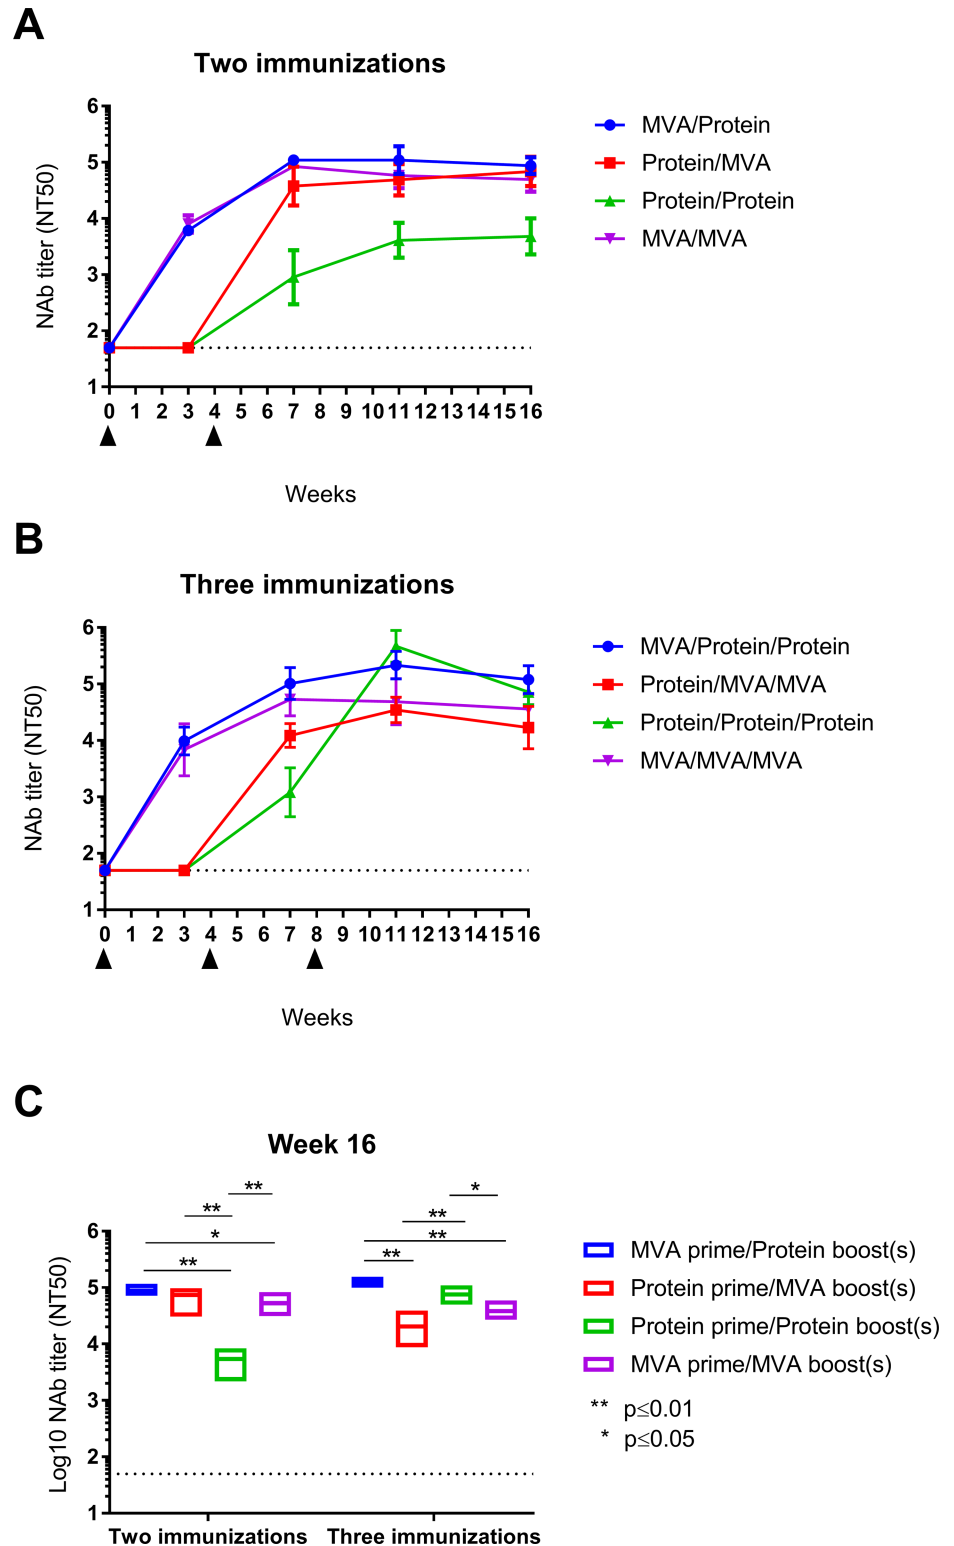 A
Two immunizations
NAb titer (NT50)
6
5
4
3
2
1
0 1 2 3 4 5 6 7 8 9 10 11 12 13 14 15 16
Weeks
MVA/Protein
Protein/MVA
Protein/Protein
MVA/MVA
B
Three immunizations
NAb titer (NT50)
6
5
4
3
2
1
0 1 2 3 4 5 6 7 8 9 10 11 12 13 14 15 16
Weeks
MVA/Protein/Protein
Protein/MVA/MVA
Protein/Protein/Protein
MVA/MVA/MVA
C
Week 16
Log10 NAb titer (NT50)
6
5
4
3
2
1
**
**
*
**
*
**
**
**
Two immunizations Three immunizations
MVA prime/Protein boost(s)
Protein prime/MVA boost(s)
Protein prime/Protein boost(s)
MVA prime/MVA boost(s)
** p≤0.01
* p≤0.05